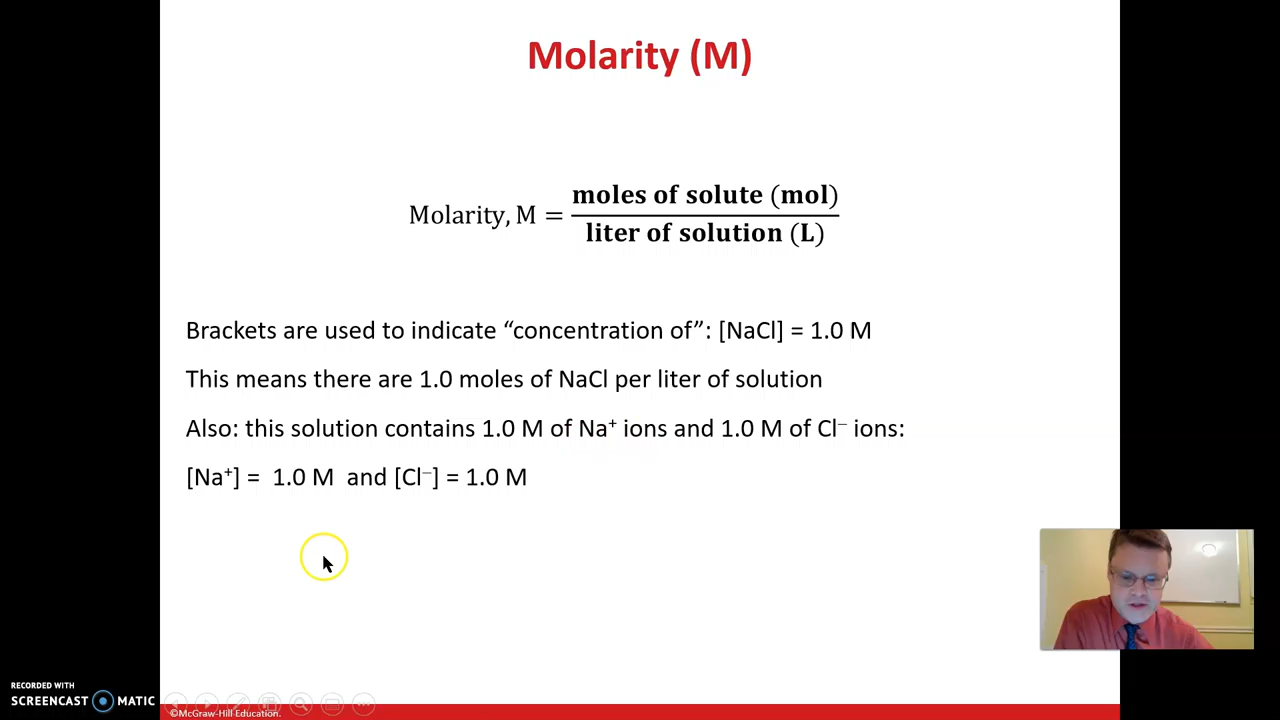 Molarity (M)
Molarity, M = moles of solute (mol) / liter of solution (L)
Brackets are used to indicate “concentration of”: [NaCl] = 1.0 M
This means there are 1.0 moles of NaCl per liter of solution
Also: this solution contains 1.0 M of Na⁺ ions and 1.0 M of Cl⁻ ions:
[Na⁺] = 1.0 M and [Cl⁻] = 1.0 M
RECORDED WITH
SCREENCAST MATIC
©McGraw-Hill Education.